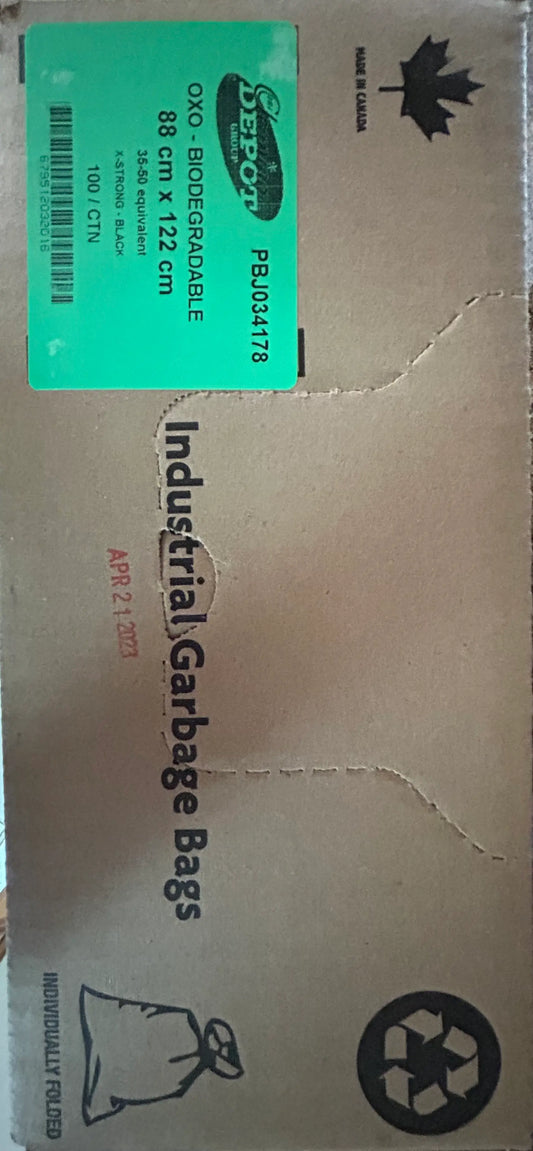 MADE IN CANADA
DEPOT
GROUP
PBJ034178
OXO - BIODEGRADABLE
88 cm x 122 cm
35-50 equivalent
X-STRONG - BLACK
100 / CTN
Industrial Garbage Bags
APR 21 2023
INDIVIDUALLY FOLDED